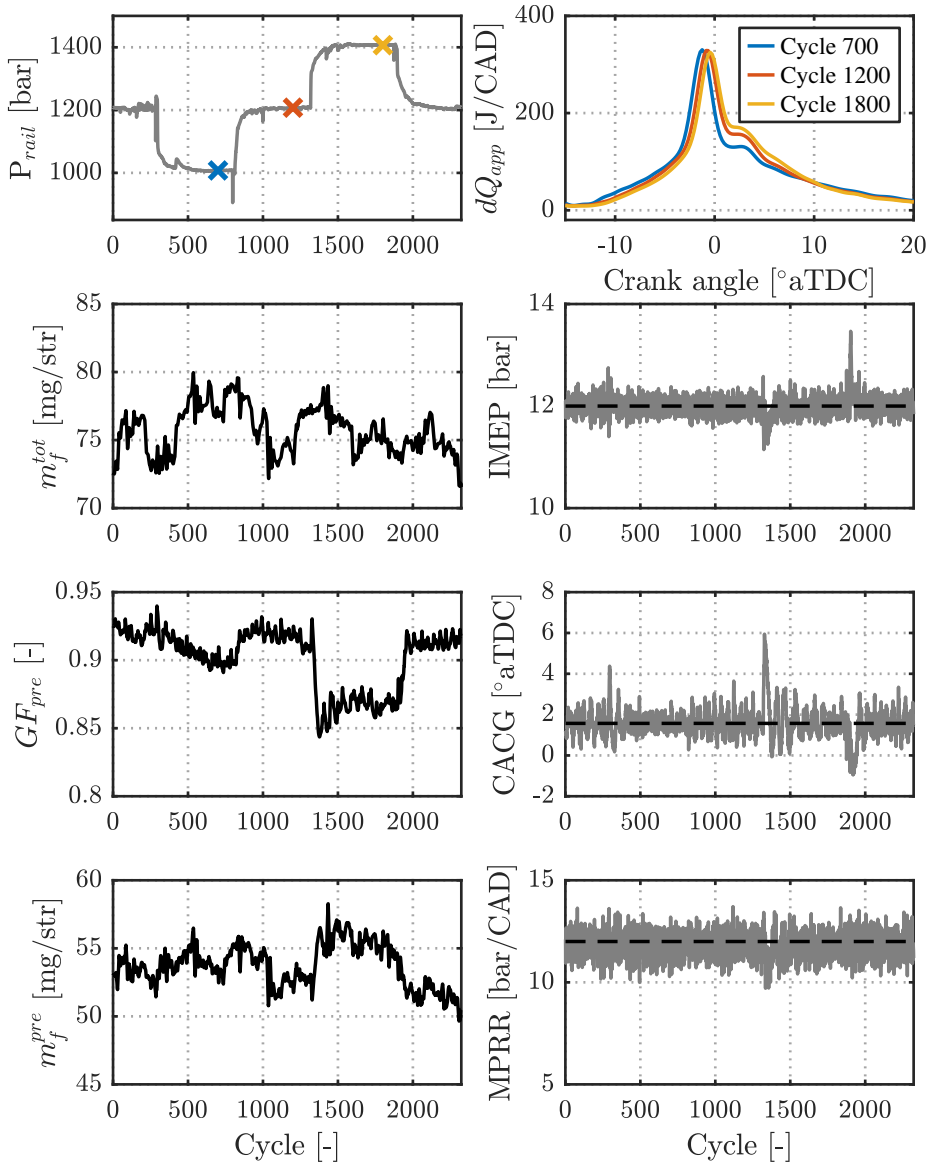 P_rail [bar]
1400
1200
1000
0 500 1000 1500 2000
dQ_app [J/CAD]
400
200
0
-10 0 10 20
Crank angle [°aTDC]
Cycle 700
Cycle 1200
Cycle 1800
m_f^tot [mg/str]
85
80
75
70
0 500 1000 1500 2000
IMEP [bar]
14
12
10
0 500 1000 1500 2000
GF_pre [-]
0.95
0.9
0.85
0.8
0 500 1000 1500 2000
CACG [°aTDC]
8
6
4
2
0
-2
0 500 1000 1500 2000
m_f^pre [mg/str]
60
55
50
45
0 500 1000 1500 2000
Cycle [-]
MPRR [bar/CAD]
15
10
5
0 500 1000 1500 2000
Cycle [-]